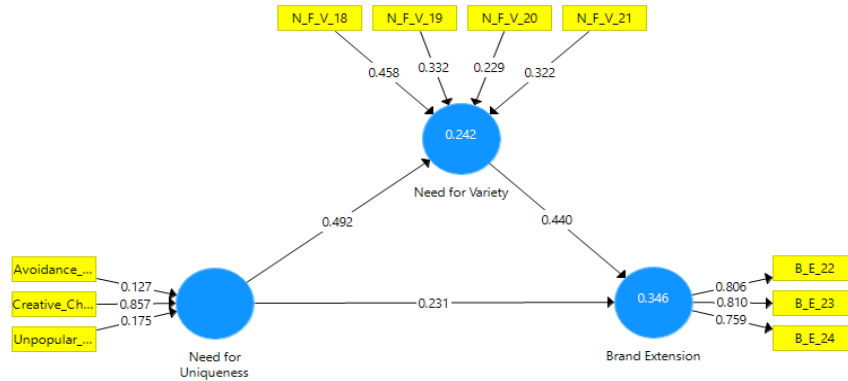 N_F_V_18
N_F_V_19
N_F_V_20
N_F_V_21
0.458
0.332
0.229
0.322
0.242
Need for Variety
0.492
0.440
Avoidance_...
Creative_Ch...
Unpopular_...
0.127
0.857
0.175
0.231
0.346
0.806
0.810
0.759
B_E_22
B_E_23
B_E_24
Need for
Uniqueness
Brand Extension